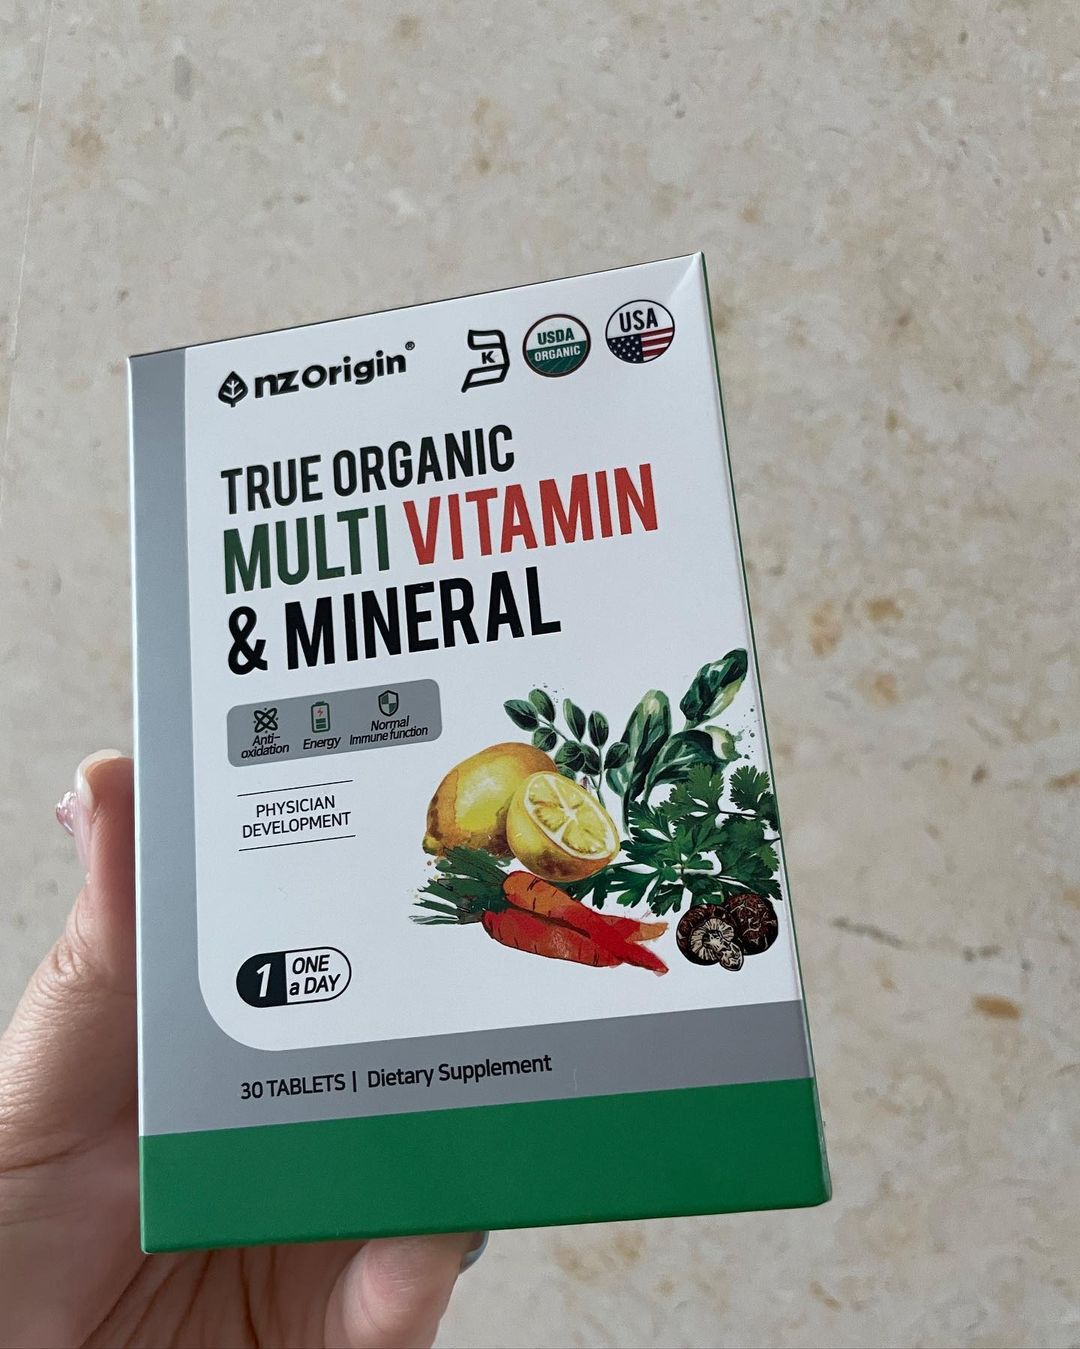 nzorigin®
K
USDA
ORGANIC
USA
TRUE ORGANIC
MULTI VITAMIN
& MINERAL
Anti-
oxidation
Energy
Normal
Immune function
PHYSICIAN
DEVELOPMENT
1 ONE
a DAY
30 TABLETS | Dietary Supplement